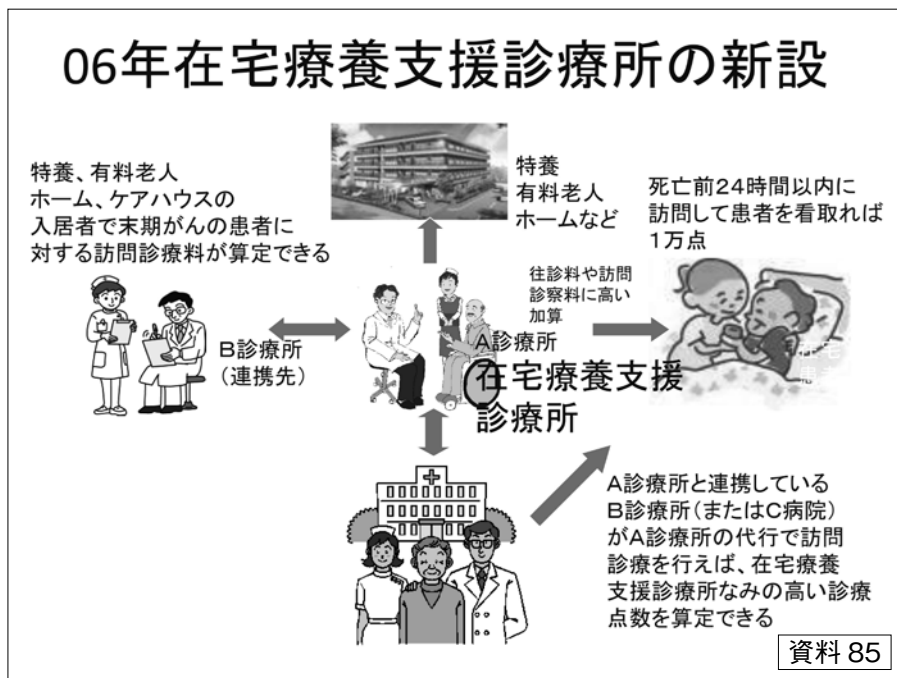 06年在宅療養支援診療所の新設
特養、有料老人
ホーム、ケアハウスの
入居者で末期がんの患者に
対する訪問診療料が算定できる
特養
有料老人
ホームなど
死亡前24時間以内に
訪問して患者を看取れば
1万点
往診料や訪問
診察料に高い
加算
B診療所
(連携先)
A診療所
在宅療養支援
診療所
在宅
患者
A診療所と連携している
B診療所(またはC病院)
がA診療所の代行で訪問
診療を行えば、在宅療養
支援診療所なみの高い診療
点数を算定できる
資料 85